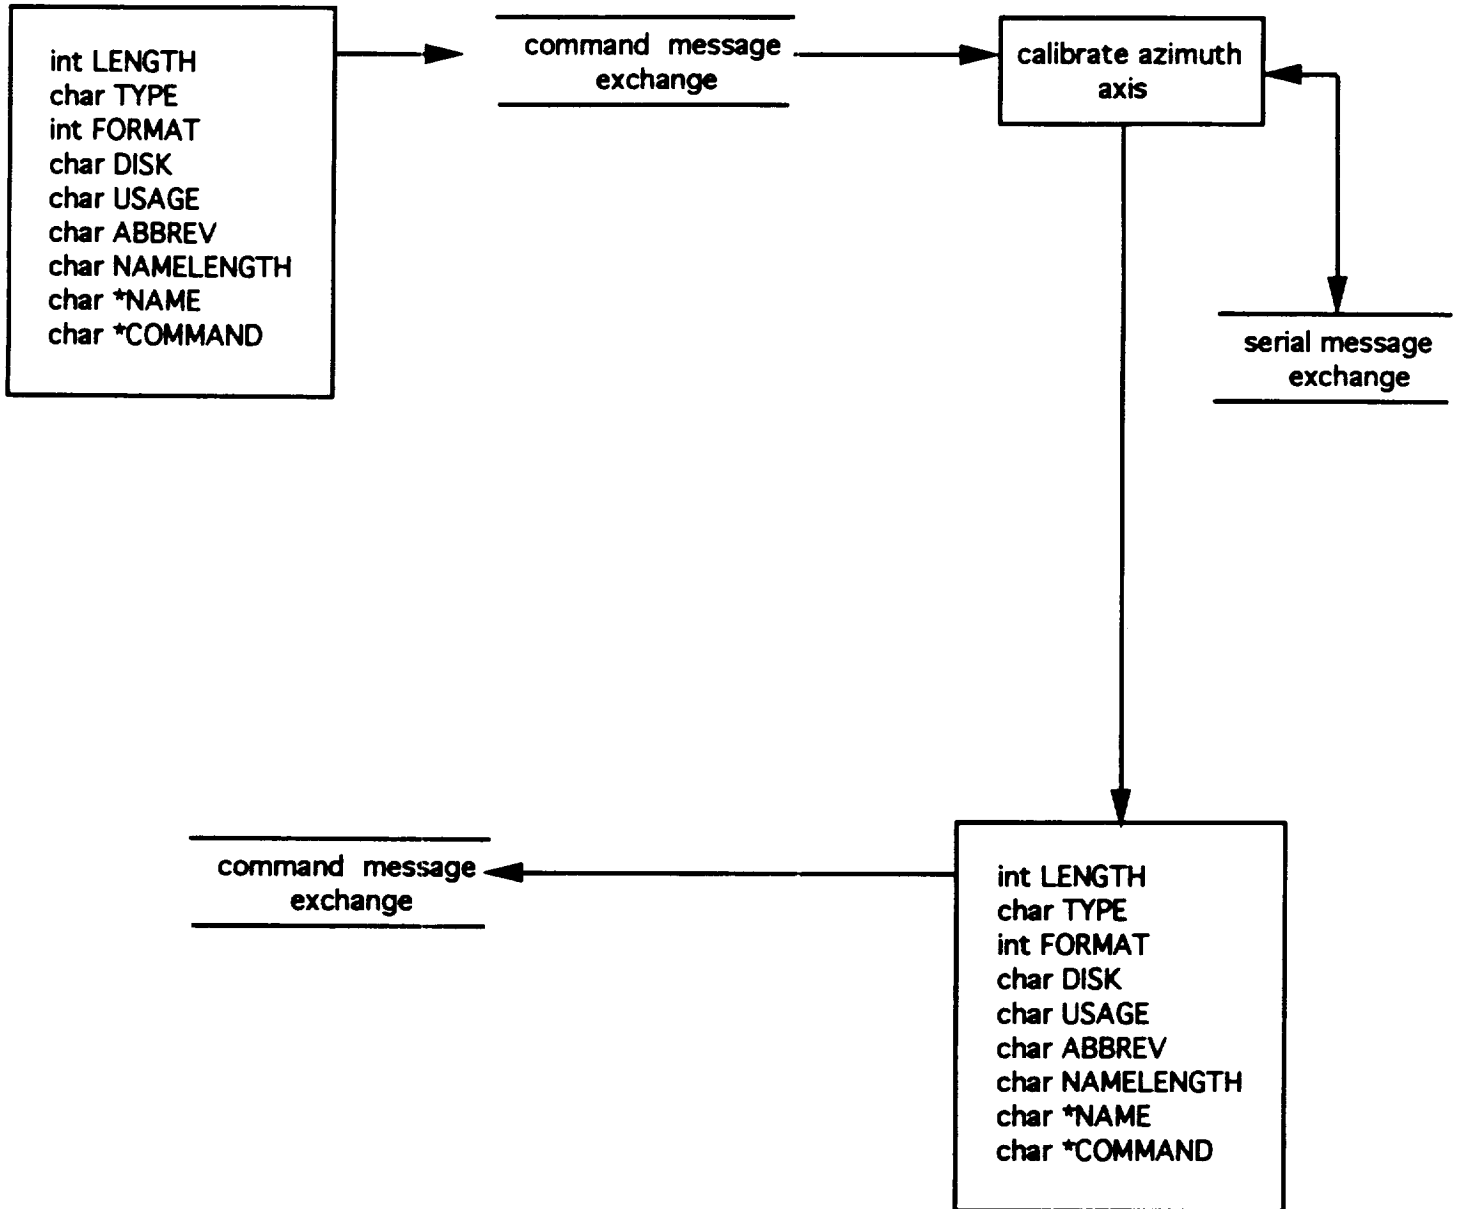 int LENGTH
char TYPE
int FORMAT
char DISK
char USAGE
char ABBREV
char NAMELENGTH
char *NAME
char *COMMAND
command message
exchange
calibrate azimuth
axis
serial message
exchange
command message
exchange
int LENGTH
char TYPE
int FORMAT
char DISK
char USAGE
char ABBREV
char NAMELENGTH
char *NAME
char *COMMAND